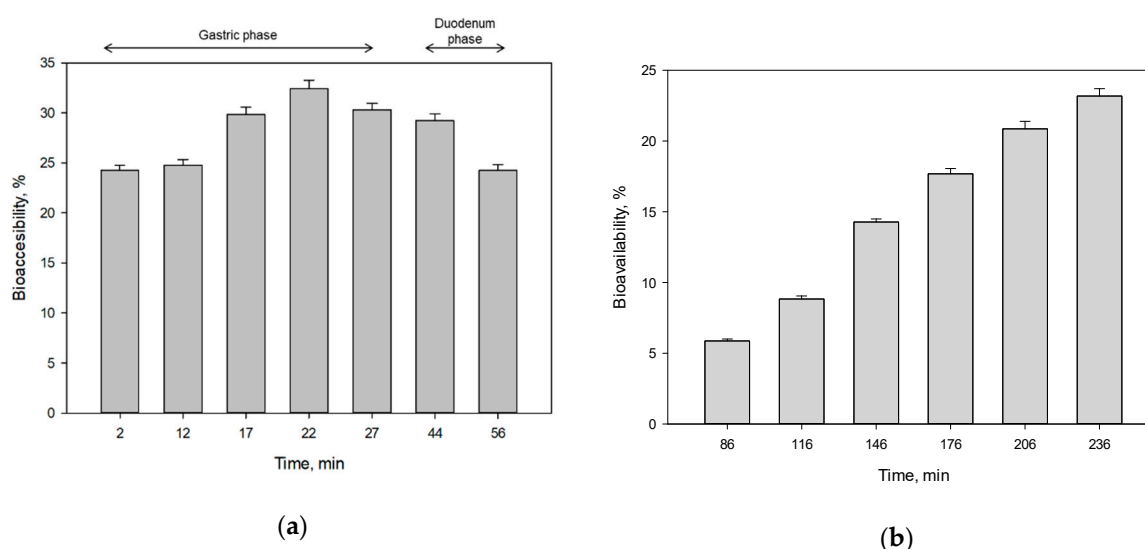 Gastric phase
Duodenum
phase
35
30
25
20
15
10
5
0
Bioaccesibility, %
2 12 17 22 27 44 56
Time, min
(a)
25
20
15
10
5
0
Bioavailability, %
86 116 146 176 206 236
Time, min
(b)